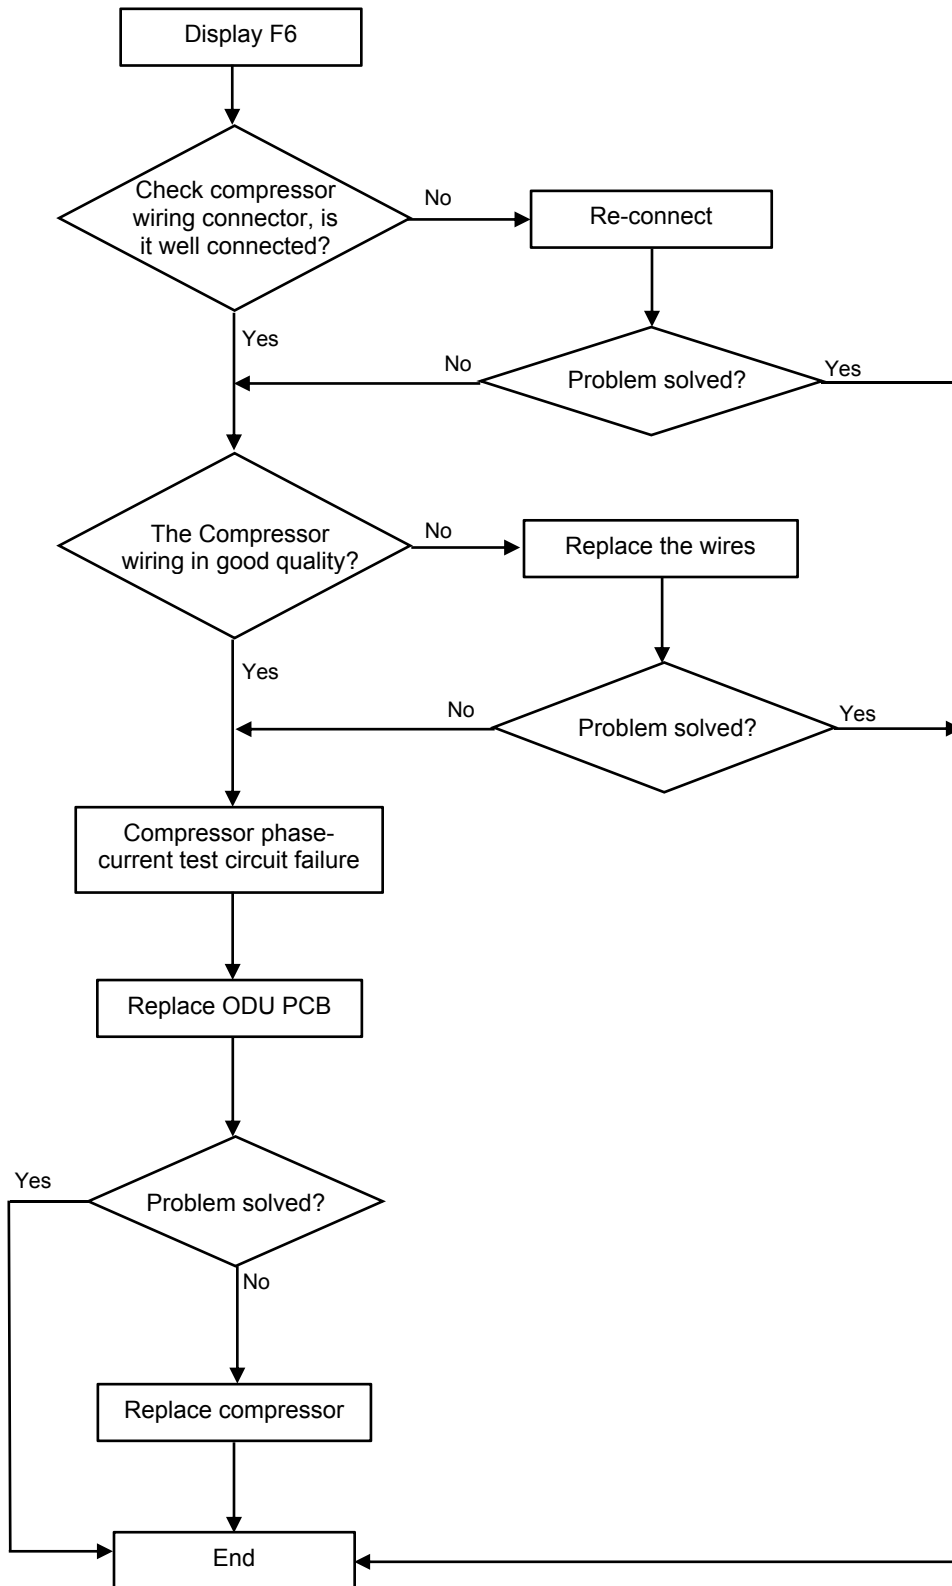 Display F6
Check compressor
wiring connector, is
it well connected?
No
Re-connect
Yes
No
Problem solved?
Yes
The Compressor
wiring in good quality?
No
Replace the wires
Yes
No
Problem solved?
Yes
Compressor phase-
current test circuit failure
Replace ODU PCB
Yes
Problem solved?
No
Replace compressor
End